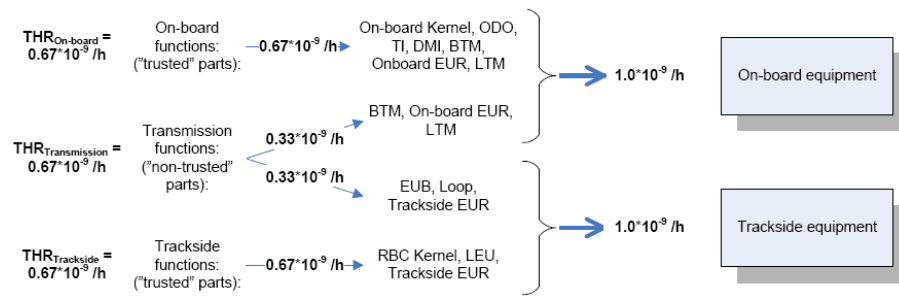 THROn-board =
0.67*10-9 /h
On-board
functions:
("trusted" parts):
0.67*10-9 /h
On-board Kernel, ODO,
TI, DMI, BTM,
Onboard EUR, LTM
1.0*10-9 /h
On-board equipment
THRTransmission =
0.67*10-9 /h
Transmission
functions:
("non-trusted"
parts):
0.33*10-9 /h
0.33*10-9 /h
BTM, On-board EUR,
LTM
EUB, Loop,
Trackside EUR
THRTrackside =
0.67*10-9 /h
Trackside
functions:
("trusted" parts):
0.67*10-9 /h
RBC Kernel, LEU,
Trackside EUR
1.0*10-9 /h
Trackside equipment